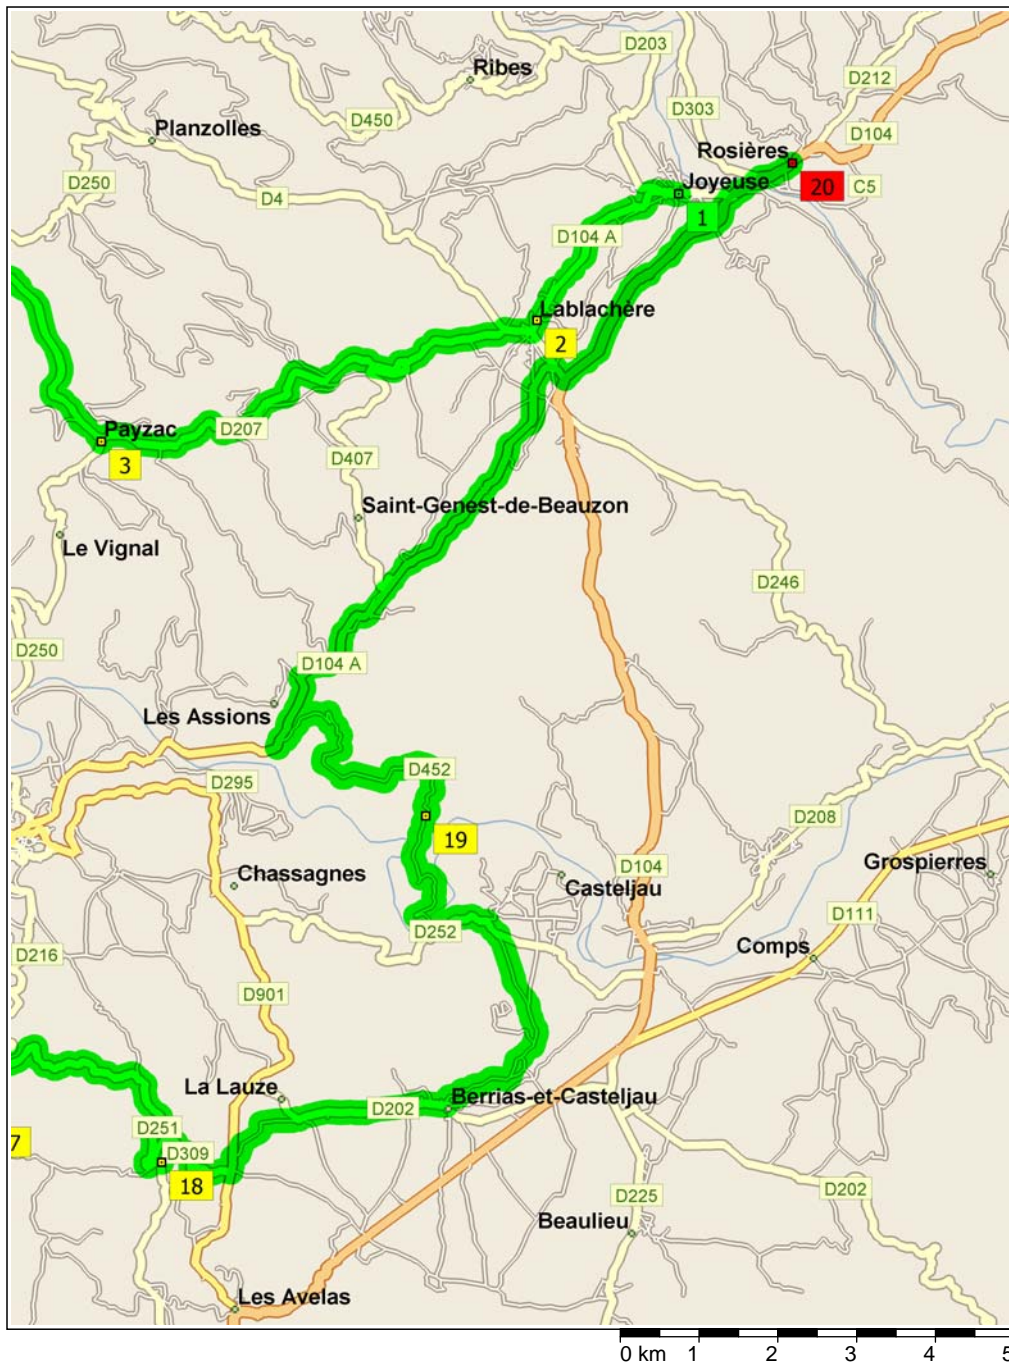 D203
Ribes
D212
D450
D303
D104
Planzolles
Rosières
D250
Joyeuse
20
C5
D4
1
D104 A
Lablachère
2
Payzac
D207
3
D407
Saint-Genest-de-Beauzon
Le Vignal
D246
D250
D104 A
Les Assions
D452
D295
D208
19
Chassagnes
Casteljau
D104
Grospierres
D111
D252
Comps
D216
D901
La Lauze
Berrias-et-Casteljau
D202
D251
7
D309
18
D202
D225
Beaulieu
Les Avelas
0 km 1 2 3 4 5